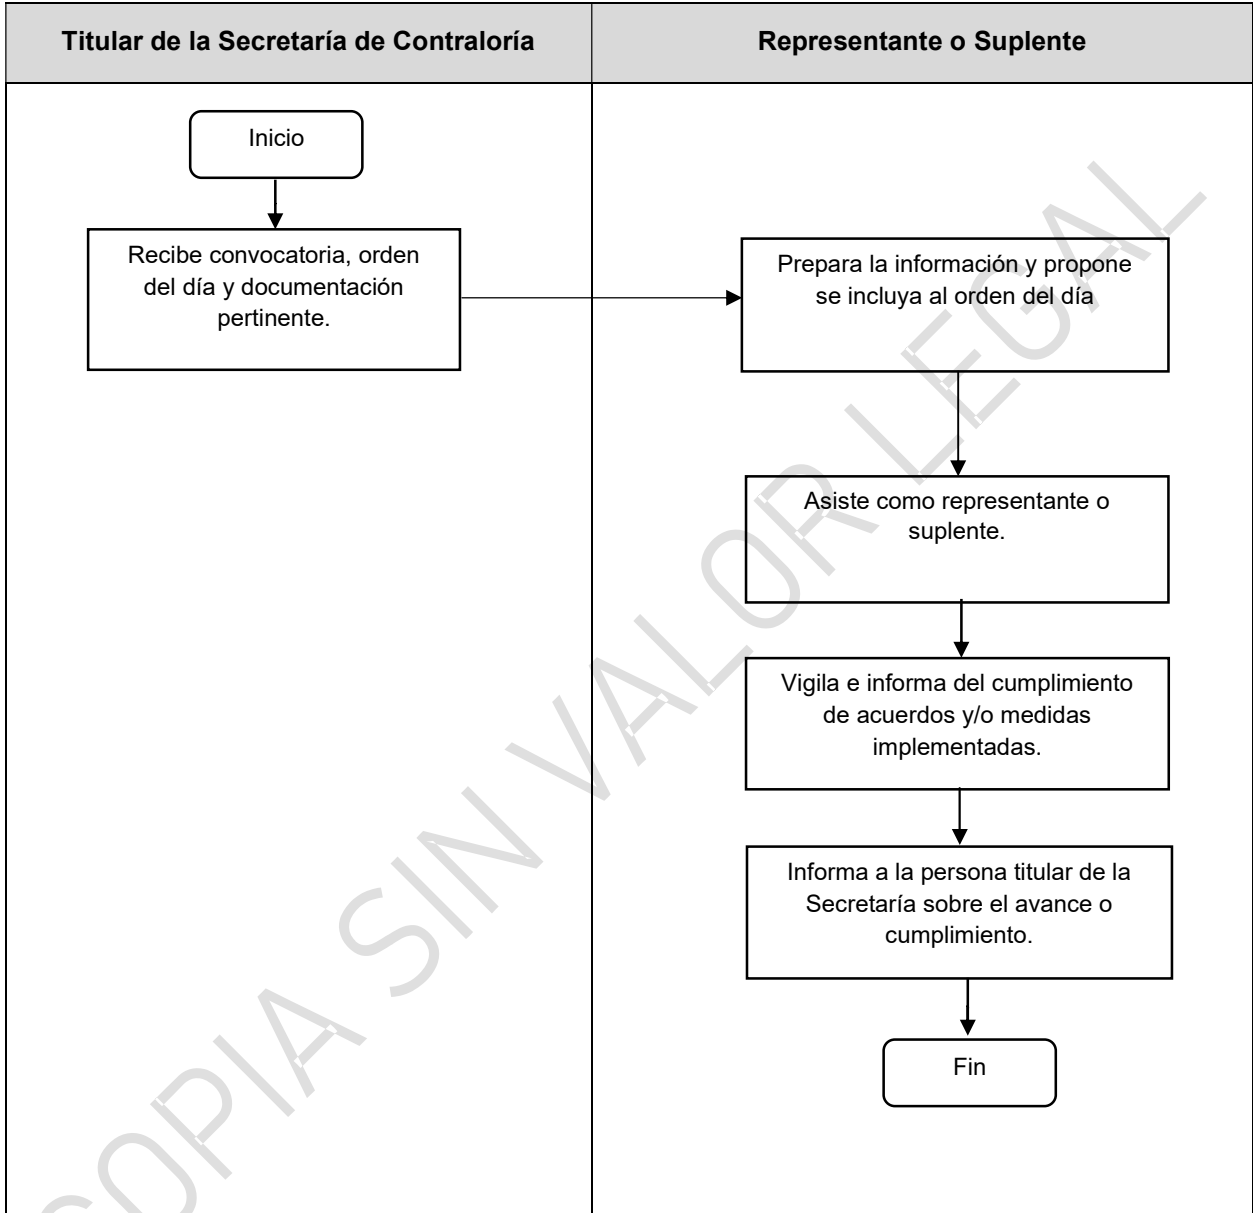 Titular de la Secretaría de Contraloría
Representante o Suplente
Inicio
Recibe convocatoria, orden
del día y documentación
pertinente.
Prepara la información y propone
se incluya al orden del día
Asiste como representante o
suplente.
Vigila e informa del cumplimiento
de acuerdos y/o medidas
implementadas.
Informa a la persona titular de la
Secretaría sobre el avance o
cumplimiento.
Fin
COPIA SIN VALOR LEGAL